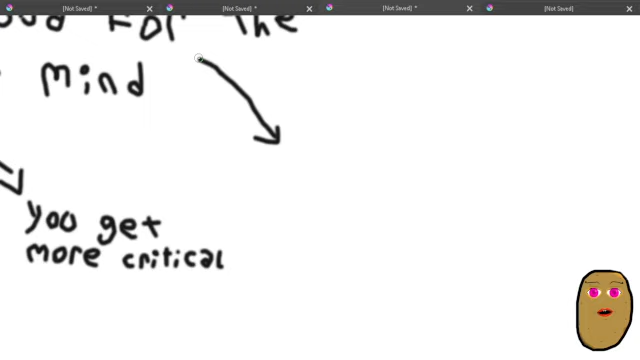 [Not Saved] * [Not Saved] * [Not Saved] * [Not Saved]
For The
Mind
You get
more critical